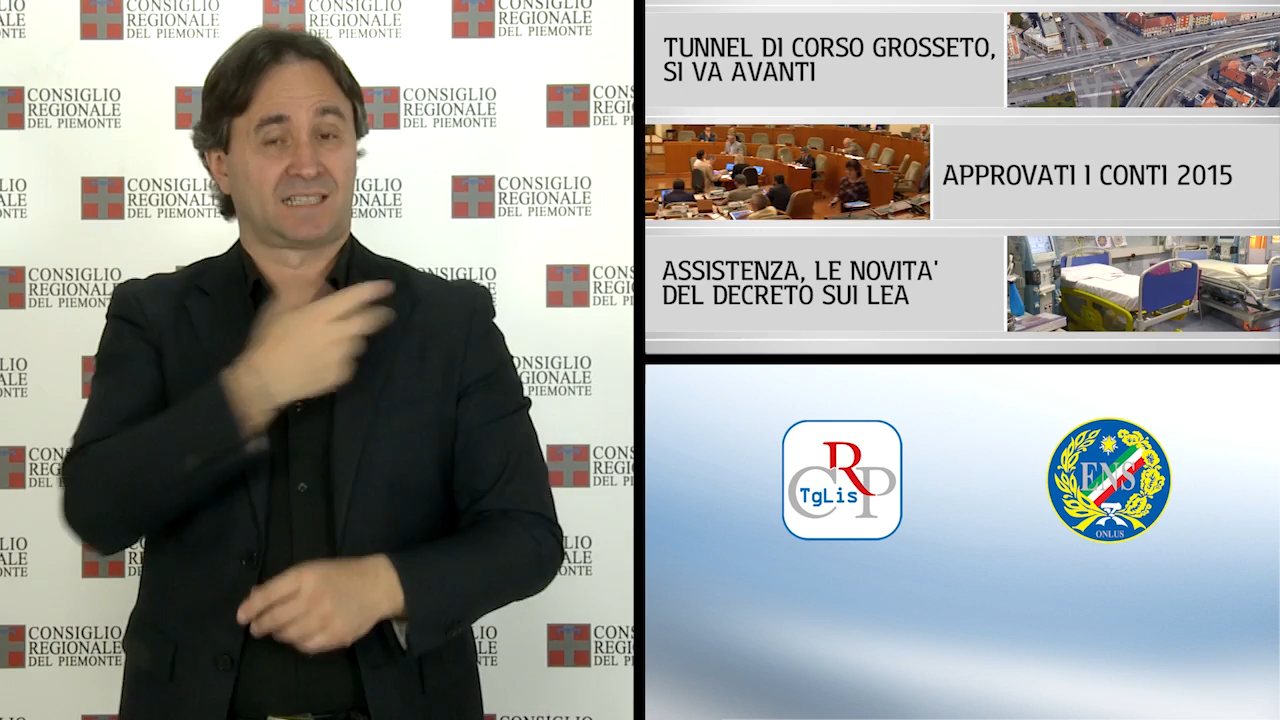 CONSIGLIO
REGIONALE
DEL PIEMONTE
TUNNEL DI CORSO GROSSETO,
SI VA AVANTI
APPROVATI I CONTI 2015
ASSISTENZA, LE NOVITA'
DEL DECRETO SUI LEA
CRP
TgLis
ENS
ONLUS